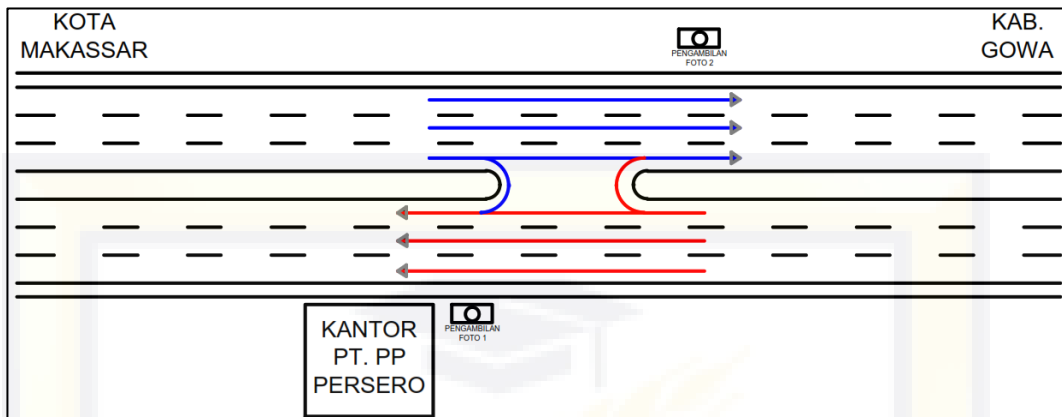 KOTA
MAKASSAR
PENGAMBILAN
FOTO 2
KAB.
GOWA
KANTOR
PT. PP
PERSERO
PENGAMBILAN
FOTO 1